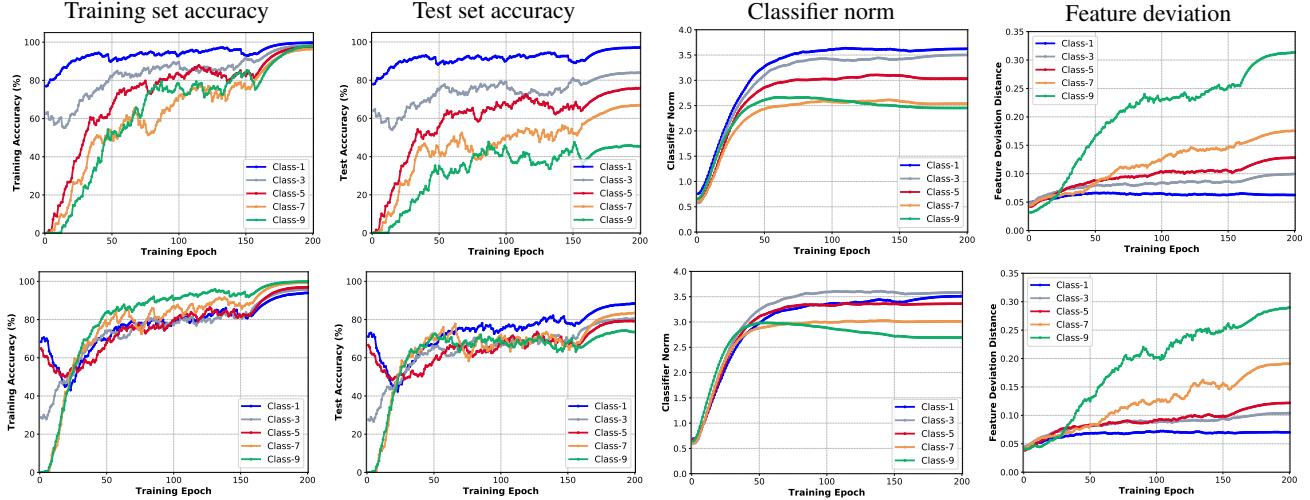 Training set accuracy
Test set accuracy
Classifier norm
Feature deviation
Training Acccuracy (%)
100
80
60
40
20
0
0 50 100 150 200
Training Epoch
Class-1
Class-3
Class-5
Class-7
Class-9
Test Acccuracy (%)
100
80
60
40
20
0
0 50 100 150 200
Training Epoch
Class-1
Class-3
Class-5
Class-7
Class-9
Classifier Norm
4.0
3.5
3.0
2.5
2.0
1.5
1.0
0.5
0.0
0 50 100 150 200
Training Epoch
Class-1
Class-3
Class-5
Class-7
Class-9
Feature Deviation Distance
0.35
0.30
0.25
0.20
0.15
0.10
0.05
0.00
0 50 100 150 200
Training Epoch
Class-1
Class-3
Class-5
Class-7
Class-9
Training Acccuracy (%)
100
80
60
40
20
0
0 50 100 150 200
Training Epoch
Class-1
Class-3
Class-5
Class-7
Class-9
Test Acccuracy (%)
100
80
60
40
20
0
0 50 100 150 200
Training Epoch
Class-1
Class-3
Class-5
Class-7
Class-9
Classifier Norm
4.0
3.5
3.0
2.5
2.0
1.5
1.0
0.5
0.0
0 50 100 150 200
Training Epoch
Class-1
Class-3
Class-5
Class-7
Class-9
Feature Deviation Distance
0.35
0.30
0.25
0.20
0.15
0.10
0.05
0.00
0 50 100 150 200
Training Epoch
Class-1
Class-3
Class-5
Class-7
Class-9